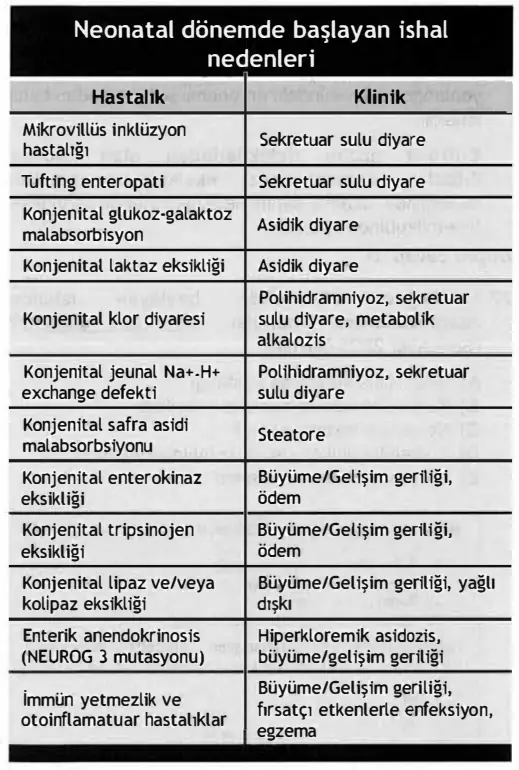 Neonatal dönemde başlayan ishal
nedenleri
Hastalık
Klinik
Mikrovillüs inklüzyon
hastalığı
Sekretuar sulu diyare
Tufting enteropati
Sekretuar sulu diyare
Konjenital glukoz-galaktoz
malabsorbisyon
Asidik diyare
Konjenital laktaz eksikliği
Asidik diyare
Konjenital klor diyaresi
Polihidramniyoz, sekretuar
sulu diyare, metabolik
alkalozis
Konjenital jeunal Na+-H+
exchange defekti
Polihidramniyoz, sekretuar
sulu diyare
Konjenital safra asidi
malabsorbsiyonu
Steatore
Konjenital enterokinaz
eksikliği
Büyüme/Gelişim geriliği,
ödem
Konjenital tripsinojen
eksikliği
Büyüme/Gelişim geriliği,
ödem
Konjenital lipaz ve/veya
kolipaz eksikliği
Büyüme/Gelişim geriliği, yağlı
dışkı
Enterik anendokrinosis
(NEUROG 3 mutasyonu)
Hiperkloremik asidozis,
büyüme/gelişim geriliği
İmmün yetmezlik ve
otoinflamatuar hastalıklar
Büyüme/Gelişim geriliği,
fırsatçı etkenlerle enfeksiyon,
egzema